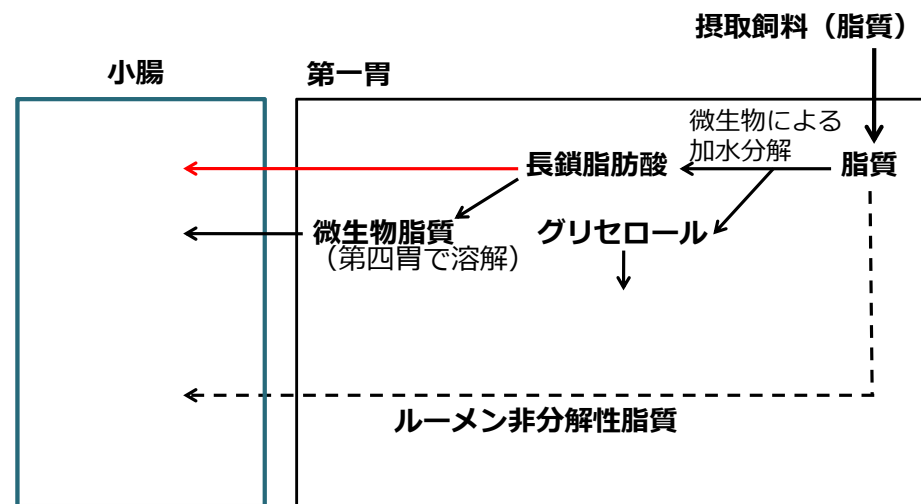 摂取飼料（脂質）
小腸
第一胃
微生物による
加水分解
長鎖脂肪酸
脂質
微生物脂質
（第四胃で溶解）
グリセロール
ルーメン非分解性脂質